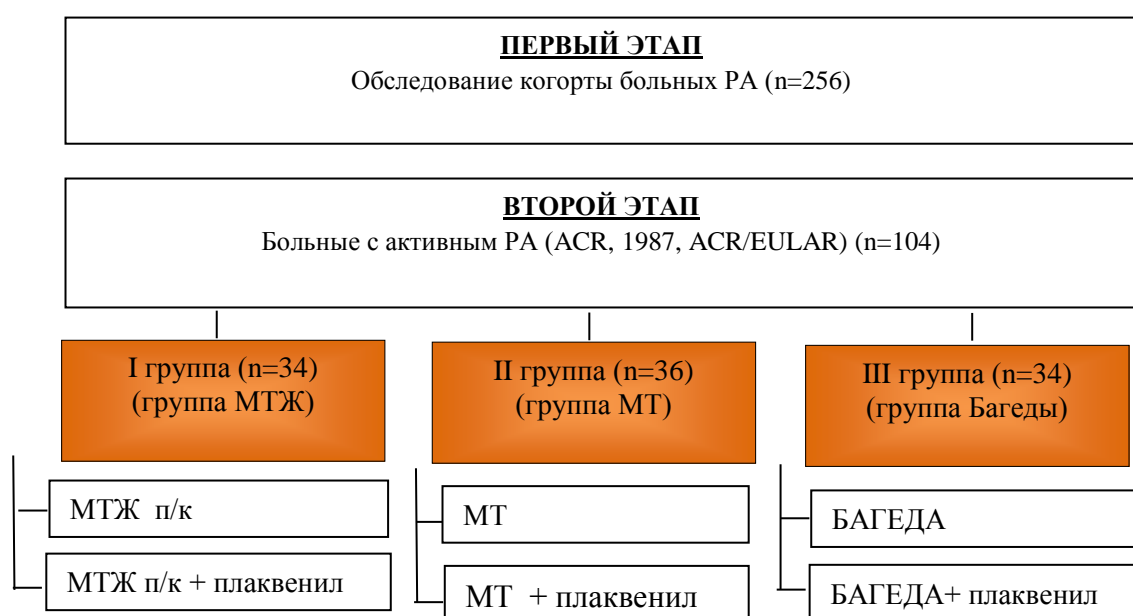 ПЕРВЫЙ ЭТАП
Обследование когорты больных РА (n=256)
ВТОРОЙ ЭТАП
Больные с активным РА (ACR, 1987, ACR/EULAR) (n=104)
I группа (n=34)
(группа МТЖ)
II группа (n=36)
(группа МТ)
III группа (n=34)
(группа Багеды)
МТЖ п/к
МТЖ п/к + плаквенил
МТ
МТ + плаквенил
БАГЕДА
БАГЕДА+ плаквенил